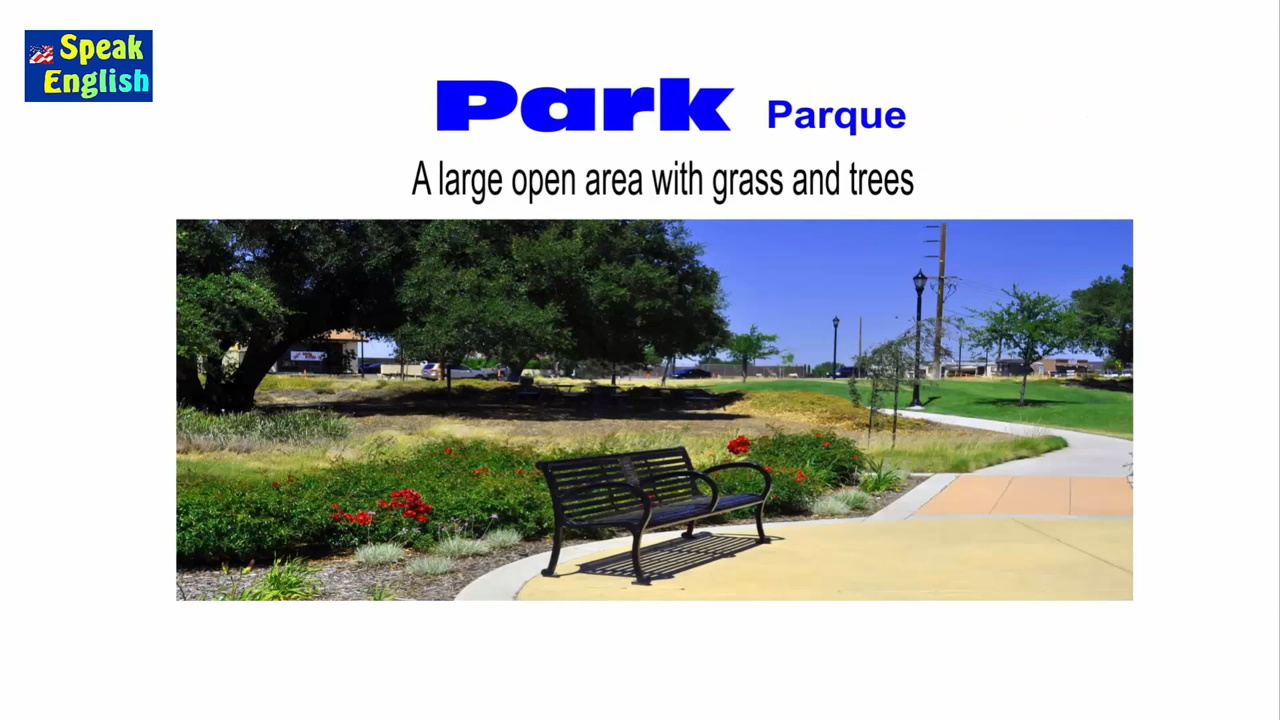 Speak
English
Park Parque
A large open area with grass and trees